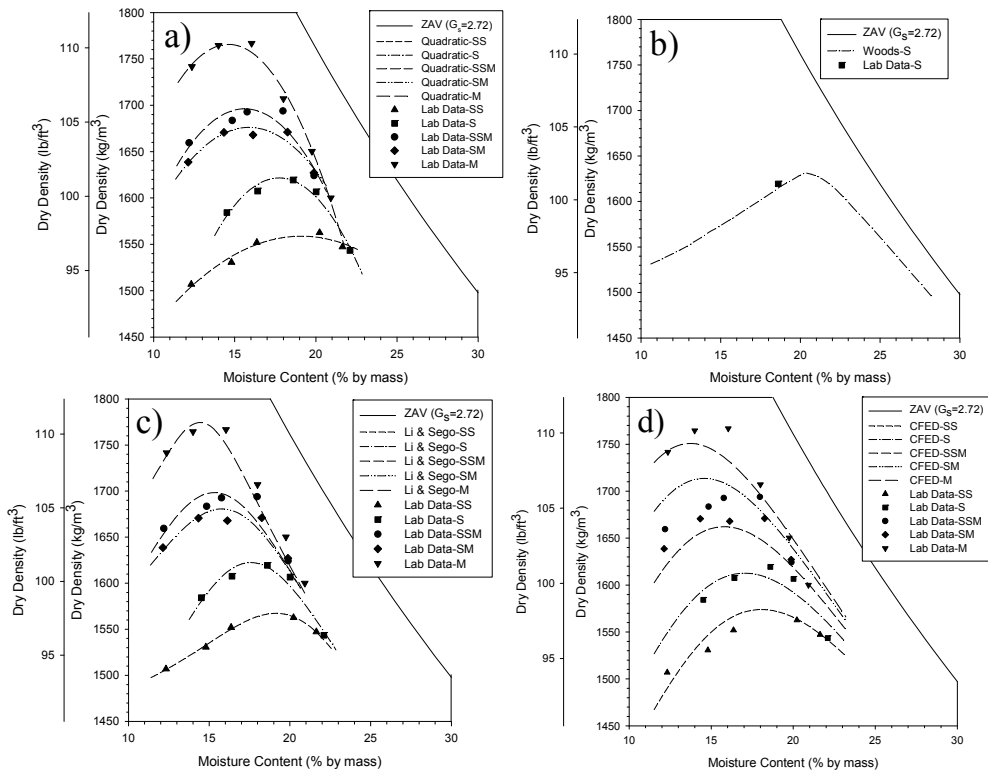 a)
1800
1750
1700
1650
1600
1550
1500
1450
110
105
100
95
Dry Density (lb/ft³)
Dry Density (kg/m³)
10 15 20 25 30
Moisture Content (% by mass)
ZAV (Gs=2.72)
Quadratic-SS
Quadratic-S
Quadratic-SSM
Quadratic-SM
Quadratic-M
Lab Data-SS
Lab Data-S
Lab Data-SSM
Lab Data-SM
Lab Data-M
b)
1800
1750
1700
1650
1600
1550
1500
1450
110
105
100
95
Dry Density (lb/ft³)
Dry Density (kg/m³)
10 15 20 25 30
Moisture Content (% by mass)
ZAV (Gs=2.72)
Woods-S
Lab Data-S
c)
1800
1750
1700
1650
1600
1550
1500
1450
110
105
100
95
Dry Density (lb/ft³)
Dry Density (kg/m³)
10 15 20 25 30
Moisture Content (% by mass)
ZAV (Gs=2.72)
Li & Sego-SS
Li & Sego-S
Li & Sego-SSM
Li & Sego-SM
Li & Sego-M
Lab Data-SS
Lab Data-S
Lab Data-SSM
Lab Data-SM
Lab Data-M
d)
1800
1750
1700
1650
1600
1550
1500
1450
110
105
100
95
Dry Density (lb/ft³)
Dry Density (kg/m³)
10 15 20 25 30
Moisture Content (% by mass)
ZAV (Gs=2.72)
CFED-SS
CFED-S
CFED-SSM
CFED-SM
CFED-M
Lab Data-SS
Lab Data-S
Lab Data-SSM
Lab Data-SM
Lab Data-M